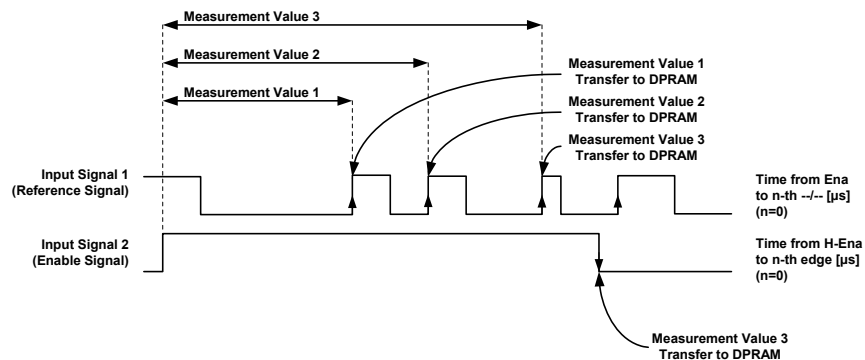 Measurement Value 3
Measurement Value 2
Measurement Value 1
Measurement Value 1
Transfer to DPRAM
Measurement Value 2
Transfer to DPRAM
Measurement Value 3
Transfer to DPRAM
Input Signal 1
(Reference Signal)
Time from Ena
to n-th --/-- [µs]
(n=0)
Input Signal 2
(Enable Signal)
Time from H-Ena
to n-th edge [µs]
(n=0)
Measurement Value 3
Transfer to DPRAM